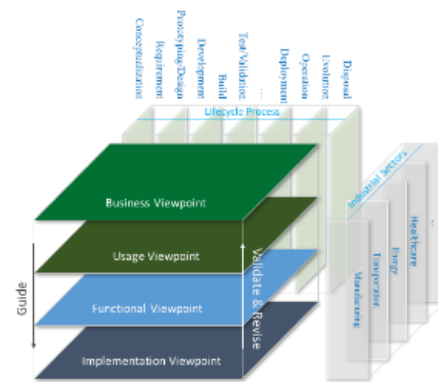 Conceptualization
Requirement
Prototyping/Design
Development
Build
Test/Validation
...
Deployment
Operation
Evolution
Disposal
Lifecycle Process
Industrial Sectors
Business Viewpoint
Usage Viewpoint
Functional Viewpoint
Implementation Viewpoint
Guide
Validate & Revise
Manufacturing
Transportation
Energy
Healthcare
...